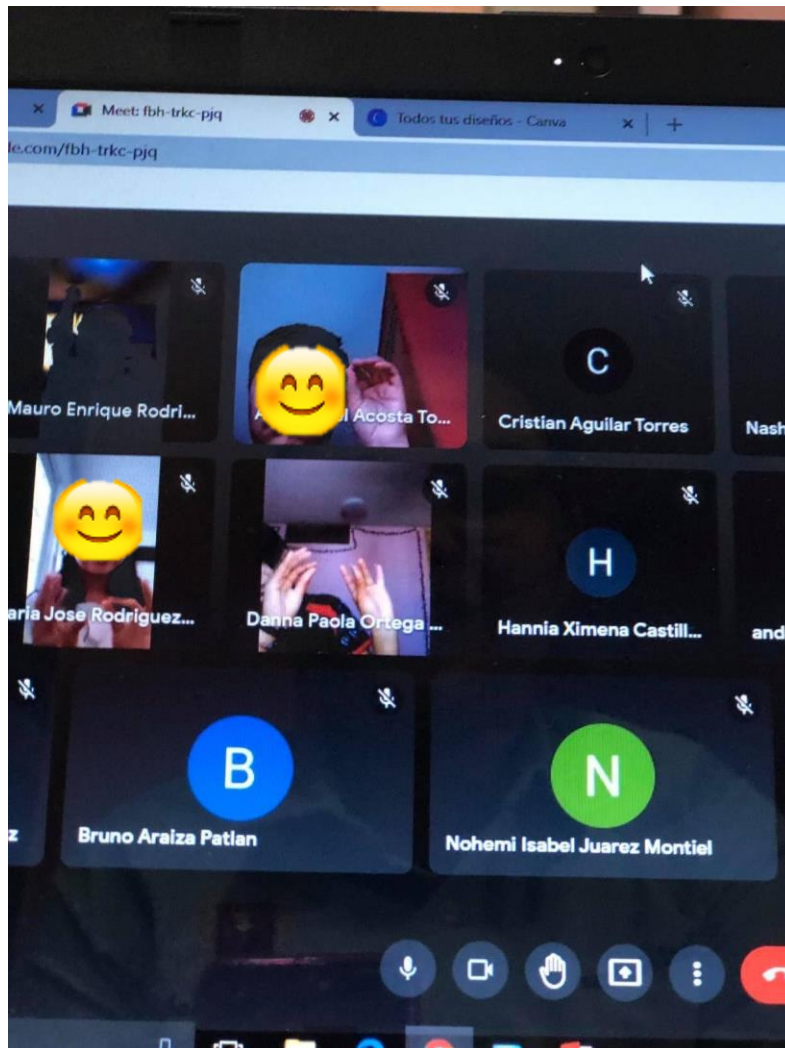 Meet: fbh-trkc-pjq
Todos tus diseños - Canva
le.com/fbh-trkc-pjq
Mauro Enrique Rodri...
l Acosta To...
C
Cristian Aguilar Torres
Nash
aria Jose Rodriguez...
Danna Paola Ortega ...
H
Hannia Ximena Castill...
and
z
B
Bruno Araiza Patlan
N
Nohemi Isabel Juarez Montiel